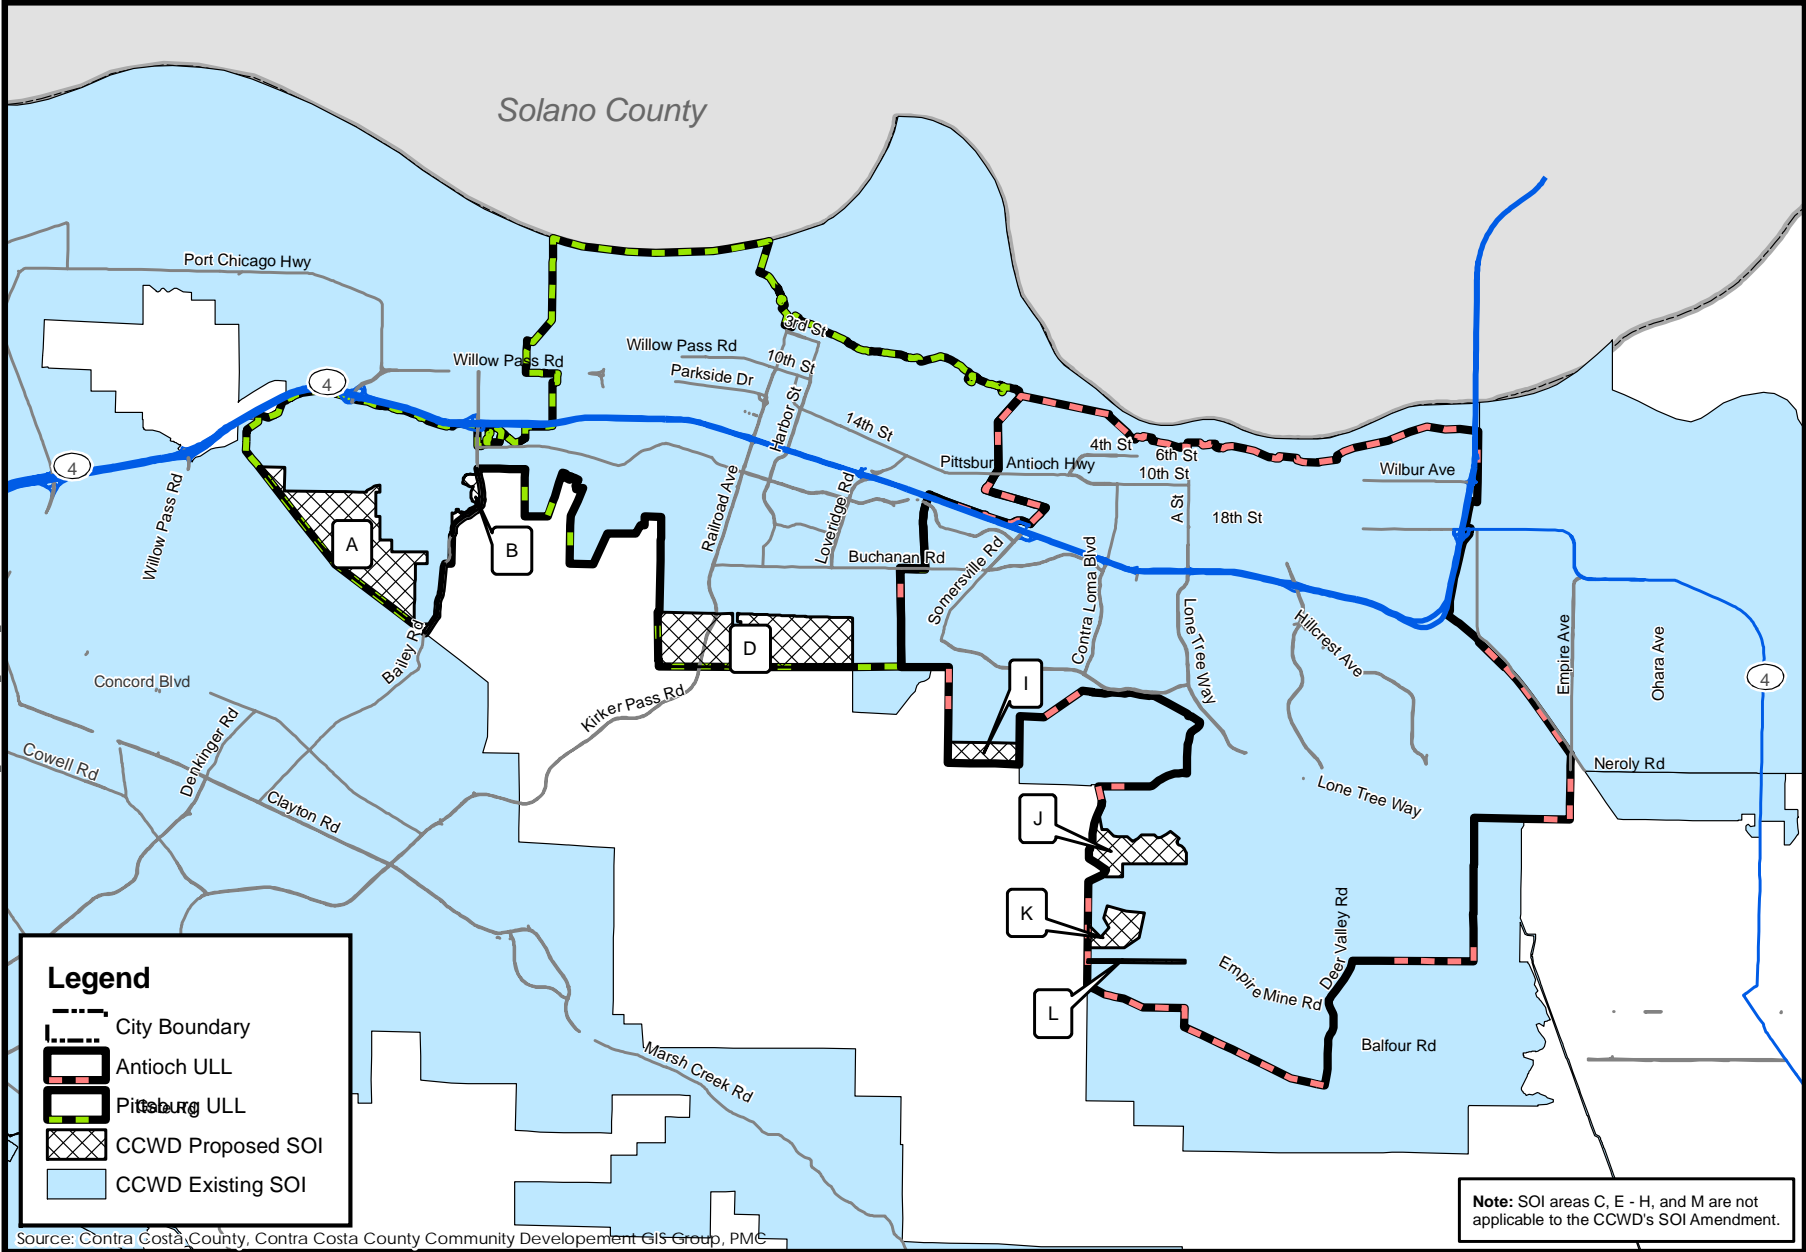 Solano County
Port Chicago Hwy
3rd St
Willow Pass Rd
Willow Pass Rd
10th St
Parkside Dr
4
Harbor St
14th St
4th St
6th St
Pittsburg Antioch Hwy
10th St
Wilbur Ave
4
Willow Pass Rd
Railroad Ave
Loveridge Rd
A St
18th St
A
B
Buchanan Rd
Somersville Rd
Contra Loma Blvd
Lone Tree Way
Hillcrest Ave
Empire Ave
Ohara Ave
Bailey Rd
D
I
4
Concord Blvd
Kirker Pass Rd
Denkinger Rd
Cowell Rd
Clayton Rd
Neroly Rd
Lone Tree Way
J
K
Deer Valley Rd
Empire Mine Rd
L
Balfour Rd
Marsh Creek Rd
Legend
City Boundary
Antioch ULL
Pittsburg ULL
CCWD Proposed SOI
CCWD Existing SOI
Note: SOI areas C, E - H, and M are not
applicable to the CCWD's SOI Amendment.
Source: Contra Costa County, Contra Costa County Community Developement GIS Group, PMC